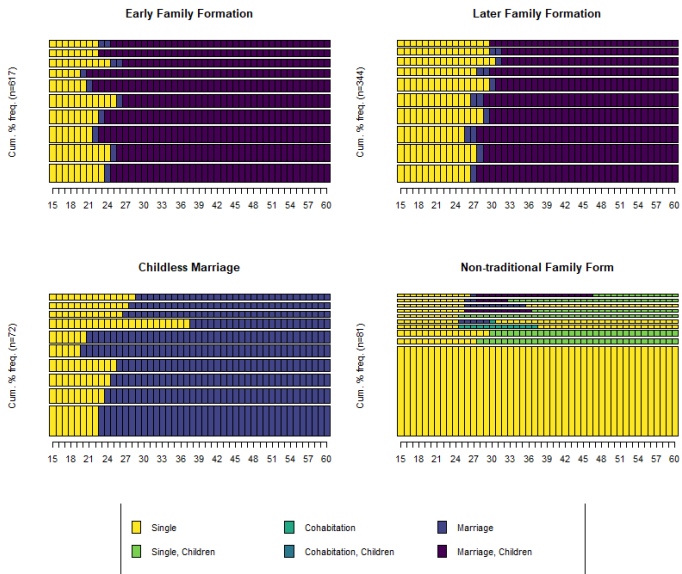 Early Family Formation
Later Family Formation
Cum. % freq. (n=617)
Cum. % freq. (n=344)
15 18 21 24 27 30 33 36 39 42 45 48 51 54 57 60
15 18 21 24 27 30 33 36 39 42 45 48 51 54 57 60
Childless Marriage
Non-traditional Family Form
Cum. % freq. (n=72)
Cum. % freq. (n=81)
15 18 21 24 27 30 33 36 39 42 45 48 51 54 57 60
15 18 21 24 27 30 33 36 39 42 45 48 51 54 57 60
Single
Cohabitation
Marriage
Single, Children
Cohabitation, Children
Marriage, Children